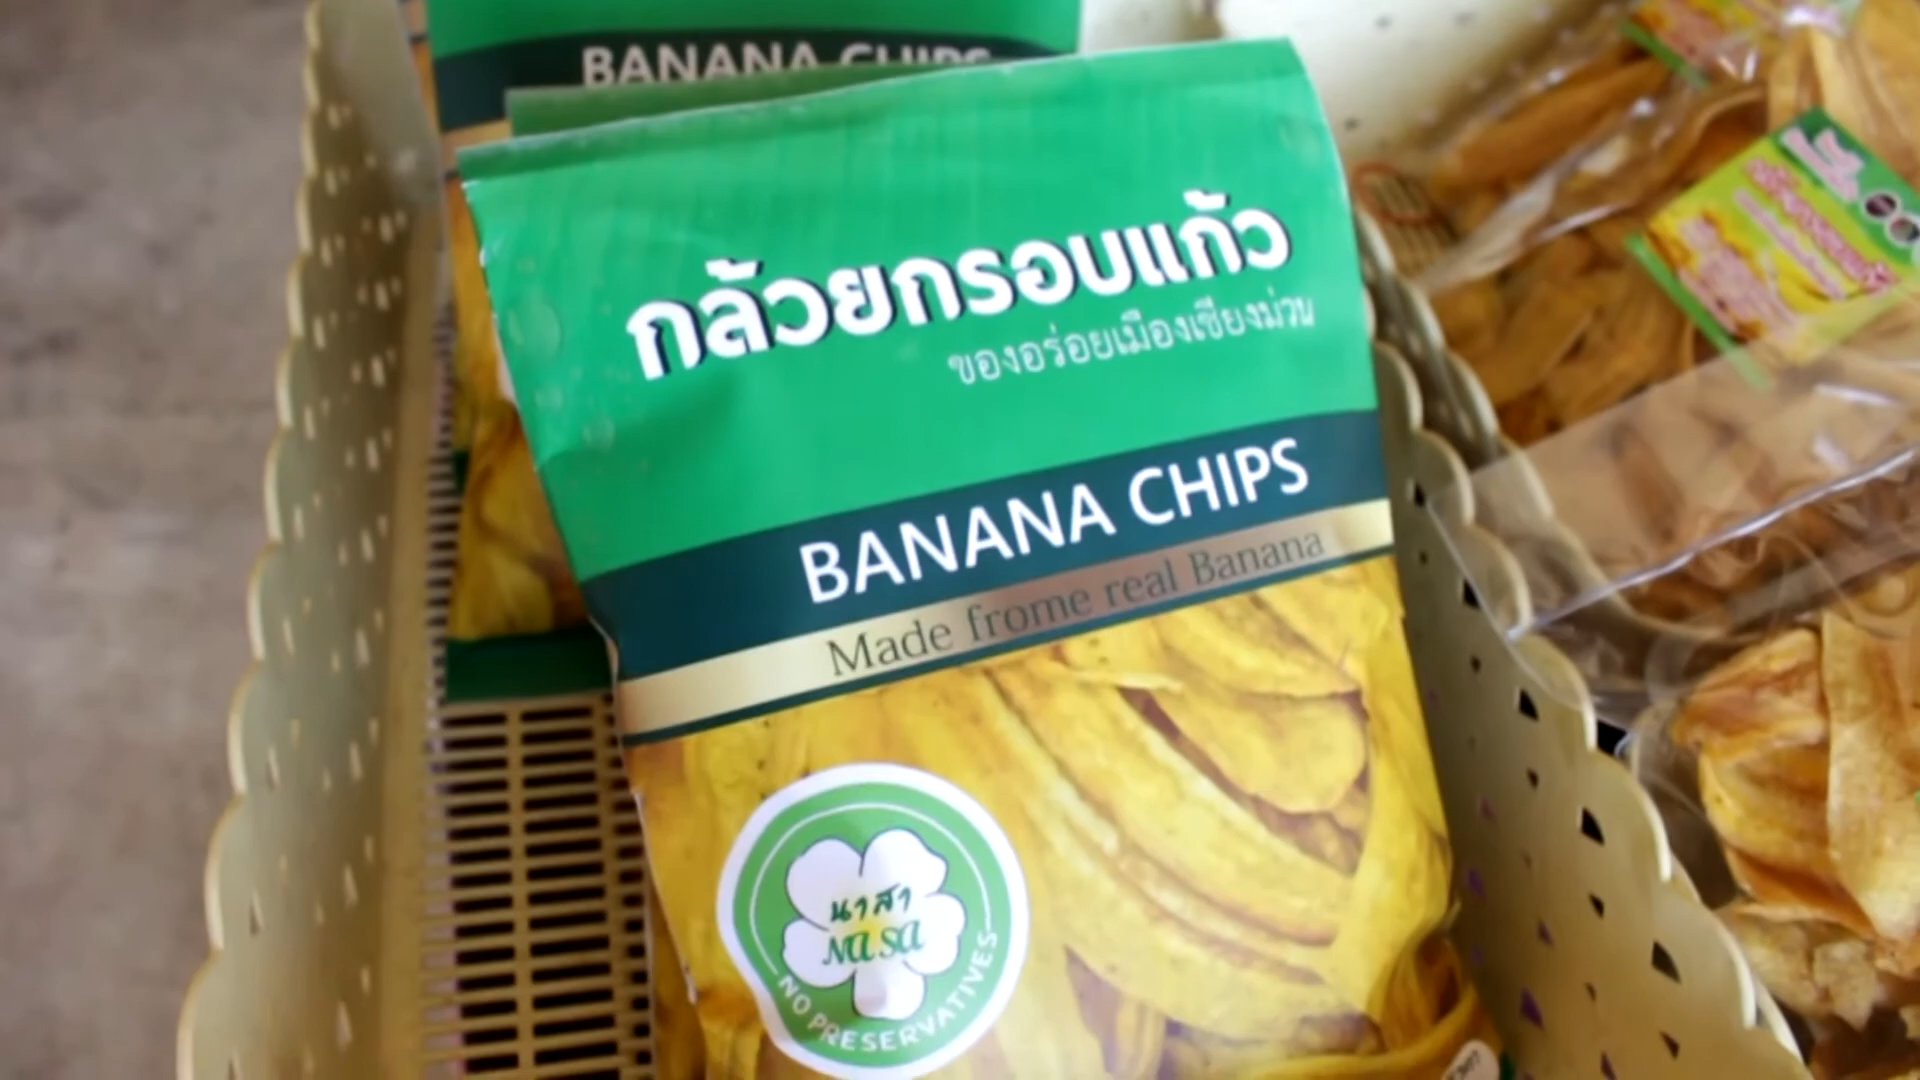 BANANA CHIPS
กล้วยกรอบแก้ว
ของอร่อยเมืองเชียงม่วน
BANANA CHIPS
Made frome real Banana
นาสา
NASA
NO PRESERVATIVES